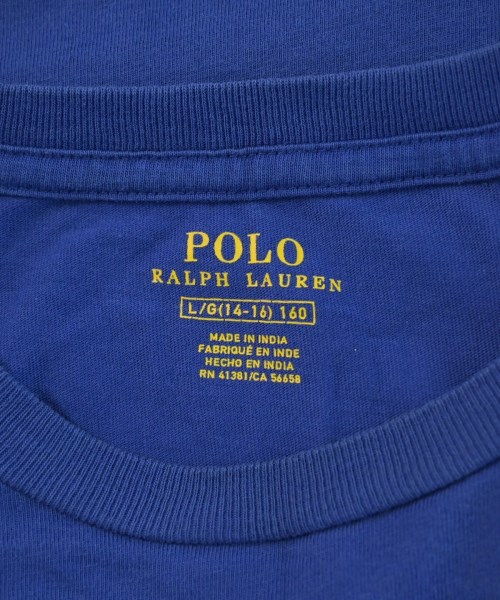 POLO
RALPH LAUREN
L/G(14-16) 160
MADE IN INDIA
FABRIQUÉ EN INDE
HECHO EN INDIA
RN 41381/CA 56658